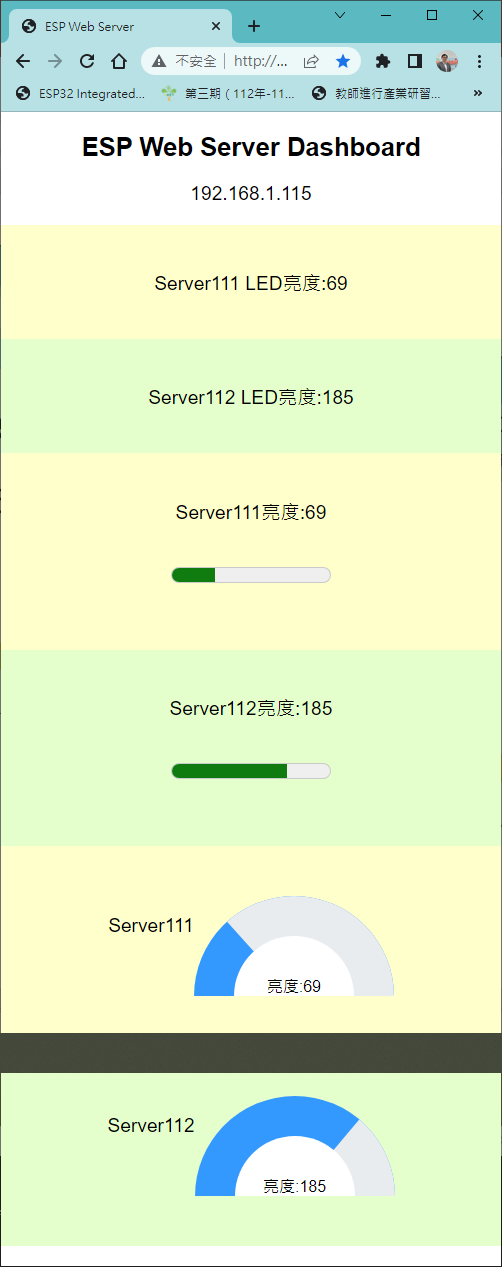 ESP Web Server
不安全 | http://...
ESP32 Integrated...
第三期（112年-11...
教師進行產業研習...
ESP Web Server Dashboard
192.168.1.115
Server111 LED亮度:69
Server112 LED亮度:185
Server111亮度:69
Server112亮度:185
Server111
亮度:69
Server112
亮度:185